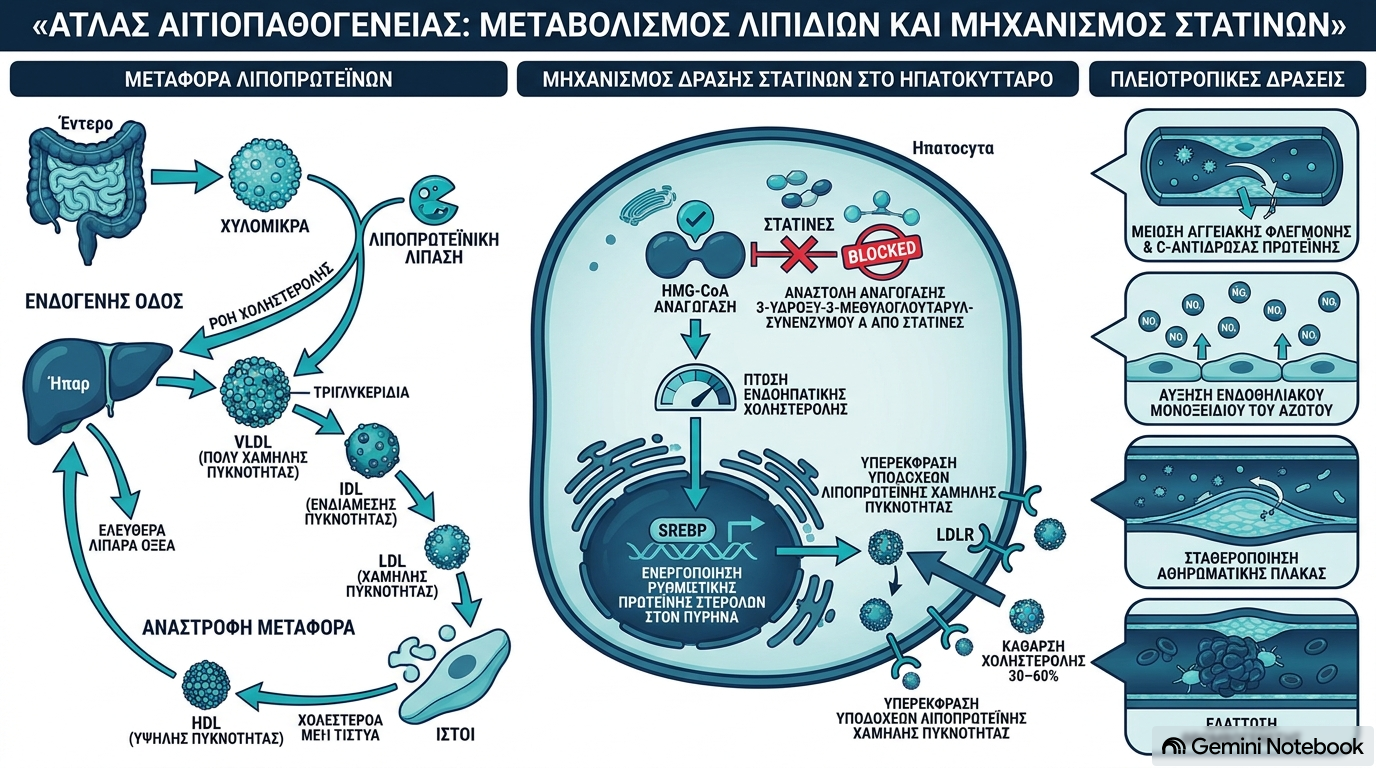 «ΑΤΛΑΣ ΑΙΤΙΟΠΑΘΟΓΕΝΕΙΑΣ: ΜΕΤΑΒΟΛΙΣΜΟΣ ΛΙΠΙΔΙΩΝ ΚΑΙ ΜΗΧΑΝΙΣΜΟΣ ΣΤΑΤΙΝΩΝ»
ΜΕΤΑΦΟΡΑ ΛΙΠΟΠΡΩΤΕΪΝΩΝ
Έντερο
ΧΥΛΟΜΙΚΡΑ
ΛΙΠΟΠΡΩΤΕΪΝΙΚΗ
ΛΙΠΑΣΗ
ΕΝΔΟΓΕΝΗΣ ΟΔΟΣ
ΡΟΗ ΧΟΛΗΣΤΕΡΟΛΗΣ
Ήπαρ
ΤΡΙΓΛΥΚΕΡΙΔΙΑ
VLDL
(ΠΟΛΥ ΧΑΜΗΛΗΣ
ΠΥΚΝΟΤΗΤΑΣ)
IDL
(ΕΝΔΙΑΜΕΣΗΣ
ΠΥΚΝΟΤΗΤΑΣ)
ΕΛΕΥΘΕΡΑ
ΛΙΠΑΡΑ ΟΞΕΑ
LDL
(ΧΑΜΗΛΗΣ
ΠΥΚΝΟΤΗΤΑΣ)
ΑΝΑΣΤΡΟΦΗ ΜΕΤΑΦΟΡΑ
HDL
(ΥΨΗΛΗΣ ΠΥΚΝΟΤΗΤΑΣ)
ΧΟΛΕΣΤΕΡΟΑ
ΜΕΗ ΤΙΣΤΥΑ
ΙΣΤΟΙ
ΜΗΧΑΝΙΣΜΟΣ ΔΡΑΣΗΣ ΣΤΑΤΙΝΩΝ ΣΤΟ ΗΠΑΤΟΚΥΤΤΑΡΟ
Ηπατοcyτα
ΣΤΑΤΙΝΕΣ
BLOCKED
HMG-CoA
ΑΝΑΓΩΓΑΣΗ
ΑΝΑΣΤΟΛΗ ΑΝΑΓΟΓΑΣΗΣ
3-ΥΔΡΟΞΥ-3-ΜΕΘΥΛΟΓΛΟΥΤΑΡΥΛ-
ΣΥΝΕΝΖΥΜΟΥ Α ΑΠΟ ΣΤΑΤΙΝΕΣ
ΠΤΩΣΗ
ΕΝΔΟΗΠΑΤΙΚΗΣ
ΧΟΛΗΣΤΕΡΟΛΗΣ
SREBP
ΕΝΕΡΓΟΠΟΙΗΣΗ
ΡΥΘΜΙΣΤΙΚΗΣ
ΠΡΩΤΕΪΝΗΣ ΣΤΕΡΟΛΩΝ
ΣΤΟΝ ΠΥΡΗΝΑ
ΥΠΕΡΕΚΦΡΑΣΗ
ΥΠΟΔΟΧΕΩΝ
ΛΙΠΟΠΡΩΤΕΪΝΗΣ ΧΑΜΗΛΗΣ
ΠΥΚΝΟΤΗΤΑΣ
LDLR
ΚΑΘΑΡΣΗ
ΧΟΛΗΣΤΕΡΟΛΗΣ
30–60%
ΥΠΕΡΕΚΦΡΑΣΗ
ΥΠΟΔΟΧΕΩΝ ΛΙΠΟΠΡΩΤΕΪΝΗΣ
ΧΑΜΗΛΗΣ ΠΥΚΝΟΤΗΤΑΣ
ΠΛΕΙΟΤΡΟΠΙΚΕΣ ΔΡΑΣΕΙΣ
ΜΕΙΩΣΗ ΑΓΓΕΙΑΚΗΣ ΦΛΕΓΜΟΝΗΣ
& C-ΑΝΤΙΔΡΩΣΑΣ ΠΡΩΤΕΪΝΗΣ
ΑΥΞΗΣΗ ΕΝΔΟΘΗΛΙΑΚΟΥ
ΜΟΝΟΞΕΙΔΙΟΥ ΤΟΥ ΑΖΩΤΟΥ
ΣΤΑΘΕΡΟΠΟΙΗΣΗ
ΑΘΗΡΩΜΑΤΙΚΗΣ ΠΛΑΚΑΣ
ΕΛΑΤΤΩΣΗ
Gemini Notebook